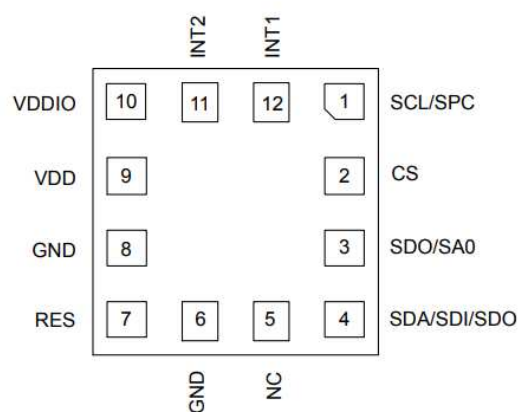 INT2 INT1
VDDIO 10 11 12 1 SCL/SPC
VDD 9 2 CS
GND 8 3 SDO/SA0
RES 7 6 5 4 SDA/SDI/SDO
GND NC